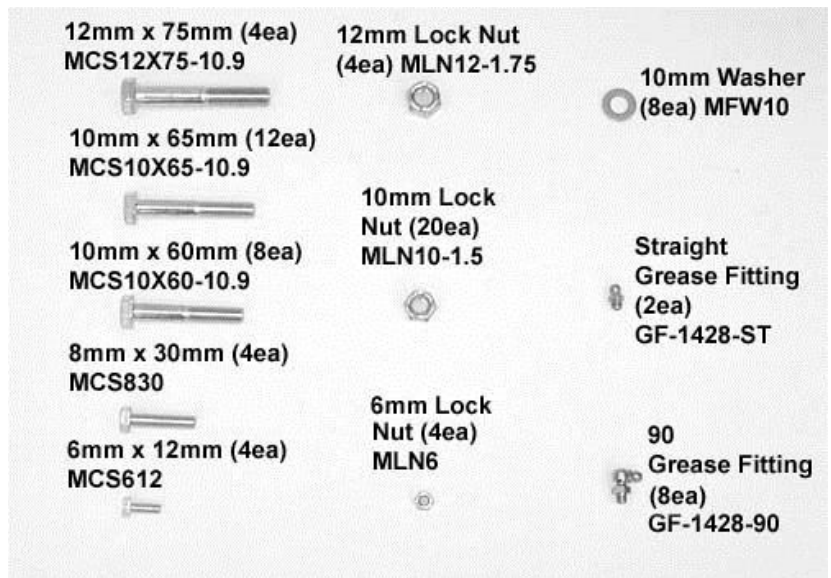 12mm x 75mm (4ea)
MCS12X75-10.9
10mm x 65mm (12ea)
MCS10X65-10.9
10mm x 60mm (8ea)
MCS10X60-10.9
8mm x 30mm (4ea)
MCS830
6mm x 12mm (4ea)
MCS612
12mm Lock Nut
(4ea) MLN12-1.75
10mm Lock
Nut (20ea)
MLN10-1.5
6mm Lock
Nut (4ea)
MLN6
10mm Washer
(8ea) MFW10
Straight
Grease Fitting
(2ea)
GF-1428-ST
90
Grease Fitting
(8ea)
GF-1428-90